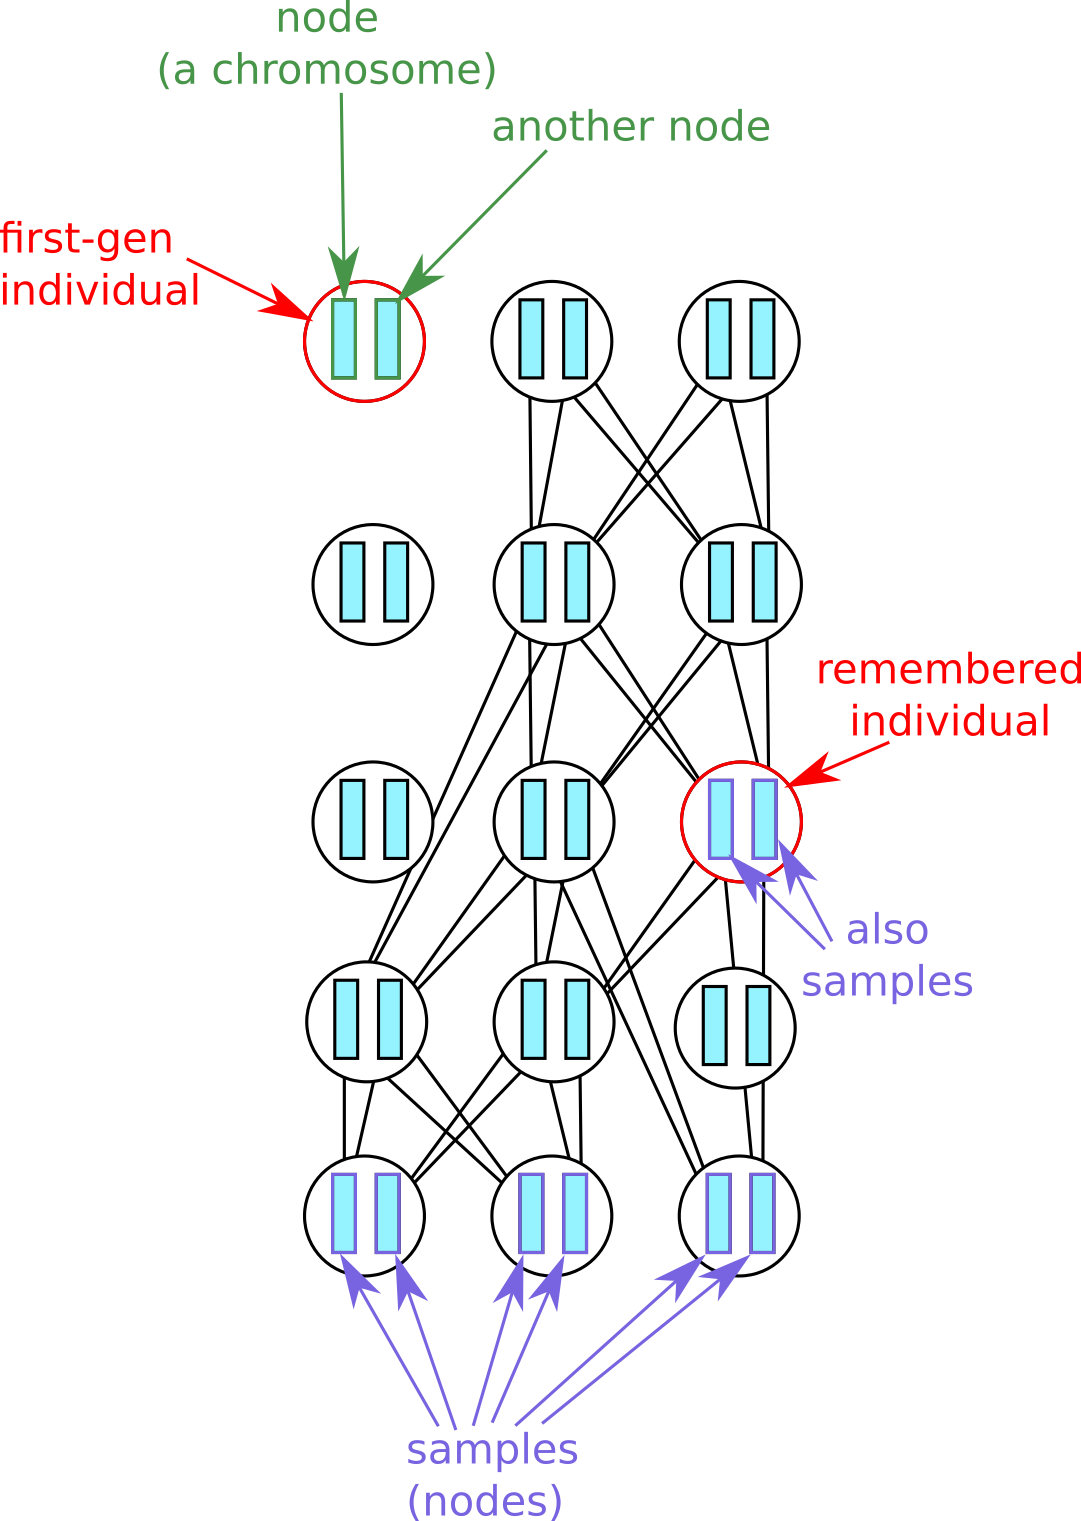 node
(a chromosome)
another node
first-gen
individual
remembered
individual
also
samples
samples
(nodes)